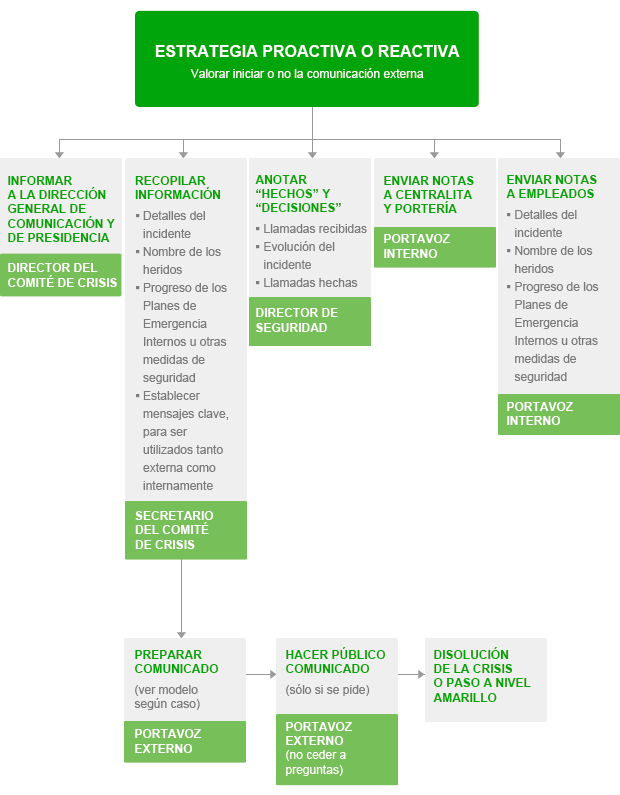 ESTRATEGIA PROACTIVA O REACTIVA
Valorar iniciar o no la comunicación externa
INFORMAR
A LA DIRECCIÓN
GENERAL DE
COMUNICACIÓN Y
DE PRESIDENCIA
DIRECTOR DEL
COMITÉ DE CRISIS
RECOPILAR
INFORMACIÓN
▪ Detalles del
incidente
▪ Nombre de los
heridos
▪ Progreso de los
Planes de
Emergencia
Internos u otras
medidas de
seguridad
▪ Establecer
mensajes clave,
para ser
utilizados tanto
externa como
internamente
SECRETARIO
DEL COMITÉ
DE CRISIS
ANOTAR
“HECHOS” Y
“DECISIONES”
▪ Llamadas recibidas
▪ Evolución del
incidente
▪ Llamadas hechas
DIRECTOR DE
SEGURIDAD
ENVIAR NOTAS
A CENTRALITA
Y PORTERÍA
PORTAVOZ
INTERNO
ENVIAR NOTAS
A EMPLEADOS
▪ Detalles del
incidente
▪ Nombre de los
heridos
▪ Progreso de los
Planes de
Emergencia
Internos u otras
medidas de
seguridad
PORTAVOZ
INTERNO
PREPARAR
COMUNICADO
(ver modelo
según caso)
PORTAVOZ
EXTERNO
HACER PÚBLICO
COMUNICADO
(sólo si se pide)
PORTAVOZ
EXTERNO
(no ceder a
preguntas)
DISOLUCIÓN
DE LA CRISIS
O PASO A NIVEL
AMARILLO